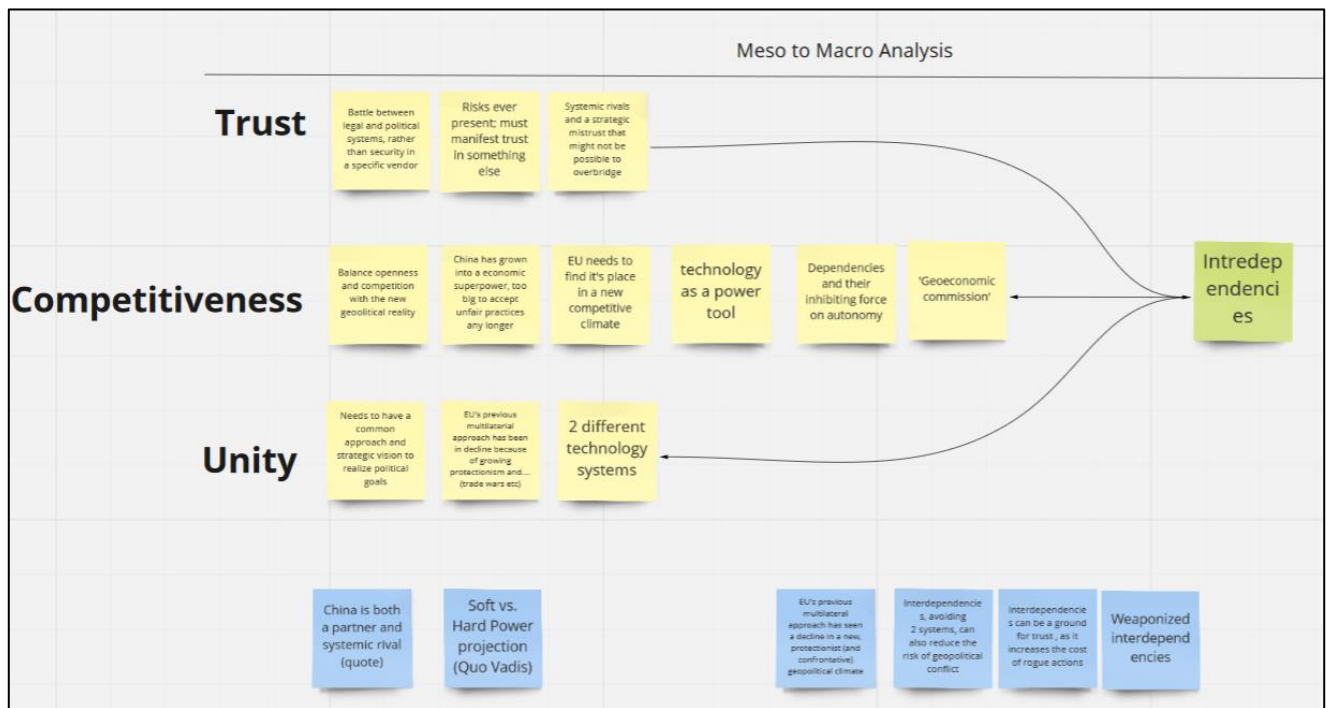 Meso to Macro Analysis
Trust
Battle between
legal and political
systems, rather
than security in
a specific vendor
Risks ever
present; must
manifest trust
in something
else
Systemic rivals
and a strategic
mistrust that
might not be
possible to
overbridge
Competitiveness
Balance openness
and competition
with the new
geoolitical reality
China has grown
into a economic
superpower, too
big to accept
unfair practices
any longer
EU needs to
find it's place
in a new
competitive
climate
technology
as a power
tool
Dependencies
and their
inhibiting force
on autonomy
'Geoeconomic
commission'
Intredep
endenci
es
Unity
Needs to have a
common
approach and
strategic vision to
realize political
goals
EU's previous
multilaterial
approach has been
in decline because
of growing
protectionism and....
(trade wars etc)
2 different
technology
systems
China is both
a partner and
systemic rival
(quote)
Soft vs.
Hard Power
projection
(Quo Vadis)
EU's previous
multilateral
approach has seen
a decline in a new,
protectionist (and
confrontative)
geopolitical climate
Interdependencie
s, avoiding
2 systems, can
also reduce the
risk of geopolitical
conflict
Interdependencie
s can be a ground
for trust , as it
increases the cost
of rogue actions
Weaponized
interdepend
encies